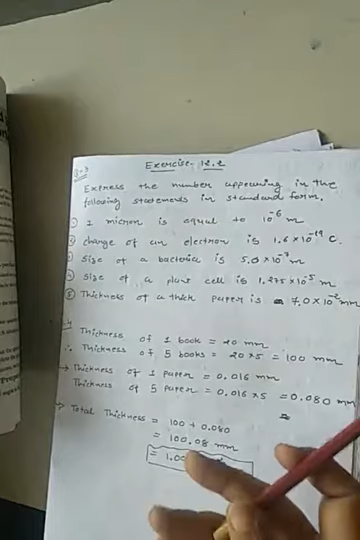 Exercise- 12.2
Q-3
Express the number appearing in the
following statements in standard form.
1 micron is equal to 10⁻⁶ m
charge of an electron is 1.6×10⁻¹⁹ C.
Size of a bacteria is 5.0×10⁻⁷ m
Size of a plant cell is 1.275×10⁻⁵ m
Thickness of a thick paper is 7.0×10⁻² mm
Thickness of 1 book = 20 mm
∴ Thickness of 5 books = 20×5 = 100 mm
→ Thickness of 1 paper = 0.016 mm
Thickness of 5 paper = 0.016×5 = 0.080 mm
→ Total Thickness = 100 + 0.080
= 100.08 mm
= 1.00